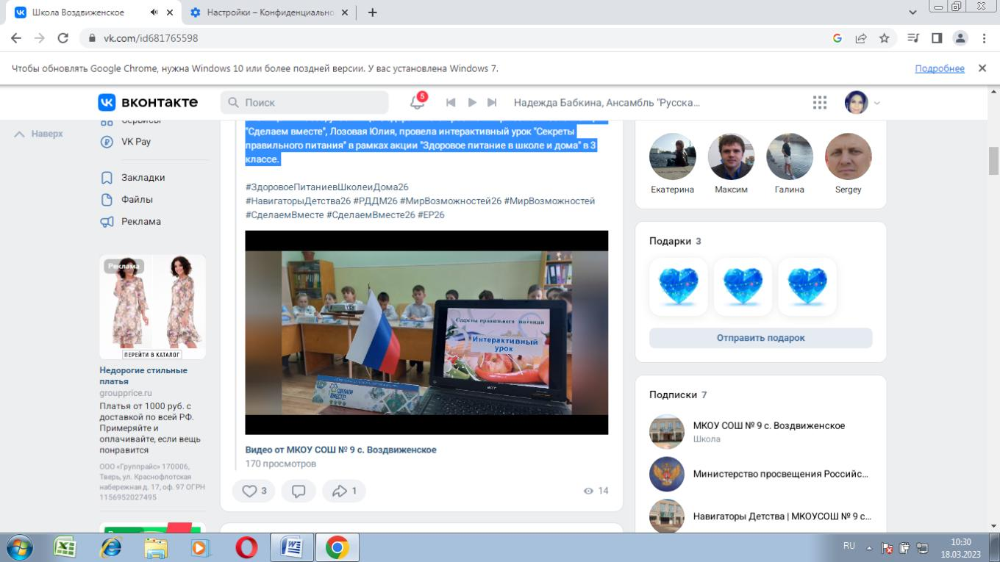 Школа Воздвиженское
Настройки – Конфиденциально
vk.com/id681765598
Чтобы обновлять Google Chrome, нужна Windows 10 или более поздней версии. У вас установлена Windows 7.
Подробнее
вконтакте
Поиск
5
Надежда Бабкина, Ансамбль "Русска...
Наверх
Сервисы
VK Pay
Закладки
Файлы
Реклама
Реклама
ПЕРЕЙТИ В КАТАЛОГ
Недорогие стильные
платья
groupprice.ru
Платья от 1000 руб. с
доставкой по всей РФ.
Примеряйте и
оплачивайте, если вещь
понравится
ООО «Группрайс» 170006,
Тверь, ул. Краснофлотская
набережная д. 17, оф. 97 ОГРН
1156952027495
"Сделаем вместе", Лозовая Юлия, провела интерактивный урок "Секреты
правильного питания" в рамках акции "Здоровое питание в школе и дома" в 3
классе.
#ЗдоровоеПитаниевШколеиДома26
#НавигаторыДетства26 #РДДМ26 #МирВозможностей26 #МирВозможностей
#СделаемВместе #СделаемВместе26 #ЕР26
Секреты правильного питания
Интерактивный
урок
acer
СДЕЛАЕМ
ВМЕСТЕ!
Видео от МКОУ СОШ № 9 с. Воздвиженское
170 просмотров
3
1
14
Екатерина
Максим
Галина
Sergey
Подарки 3
Отправить подарок
Подписки 7
МКОУ СОШ № 9 с. Воздвиженское
Школа
Министерство просвещения Российс...
Навигаторы Детства | МКОУСОШ № 9 с...
RU
10:30
18.03.2023